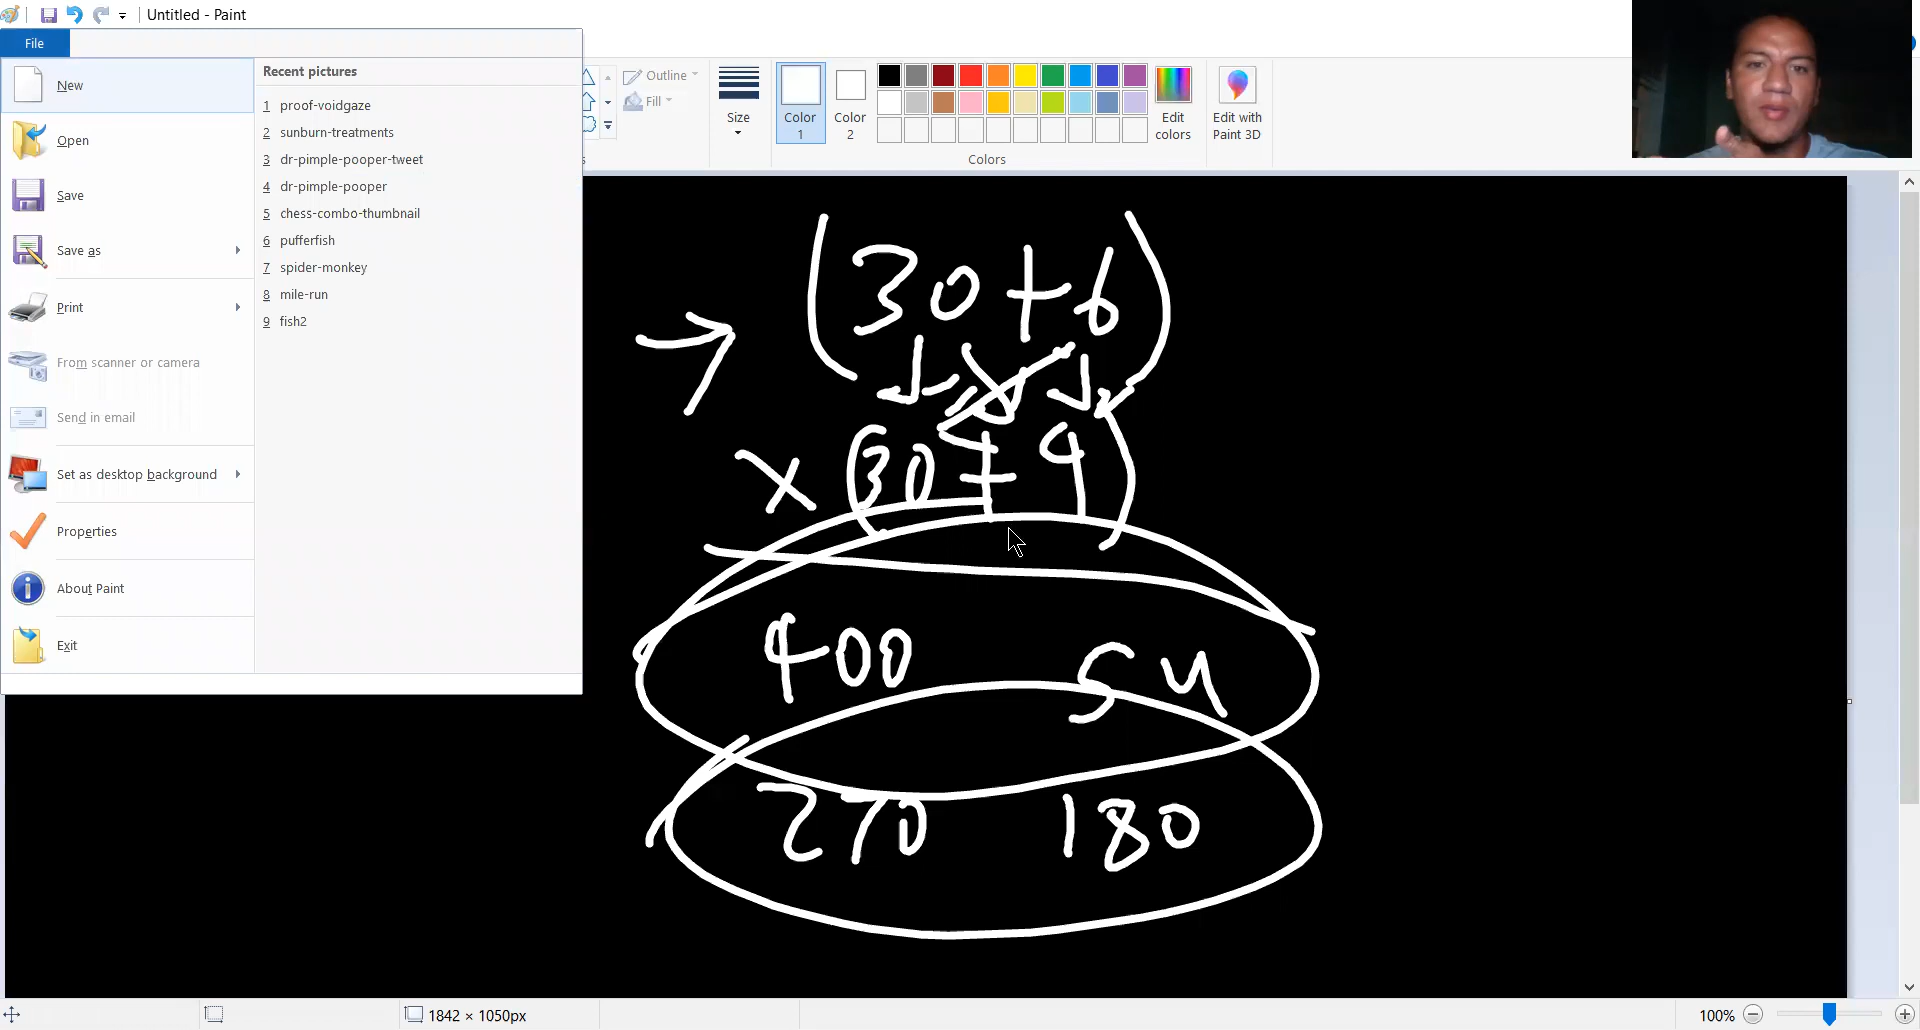 Untitled - Paint
File
New
Open
Save
Save as
Print
From scanner or camera
Send in email
Set as desktop background
Properties
About Paint
Exit
Recent pictures
1 proof-voidgaze
2 sunburn-treatments
3 dr-pimple-pooper-tweet
4 dr-pimple-pooper
5 chess-combo-thumbnail
6 pufferfish
7 spider-monkey
8 mile-run
9 fish2
Outline
Fill
s
Size
Color 1
Color 2
Edit colors
Edit with Paint 3D
Colors
(30+6)
x (30+9)
400 54
270 180
1842 × 1050px
100%